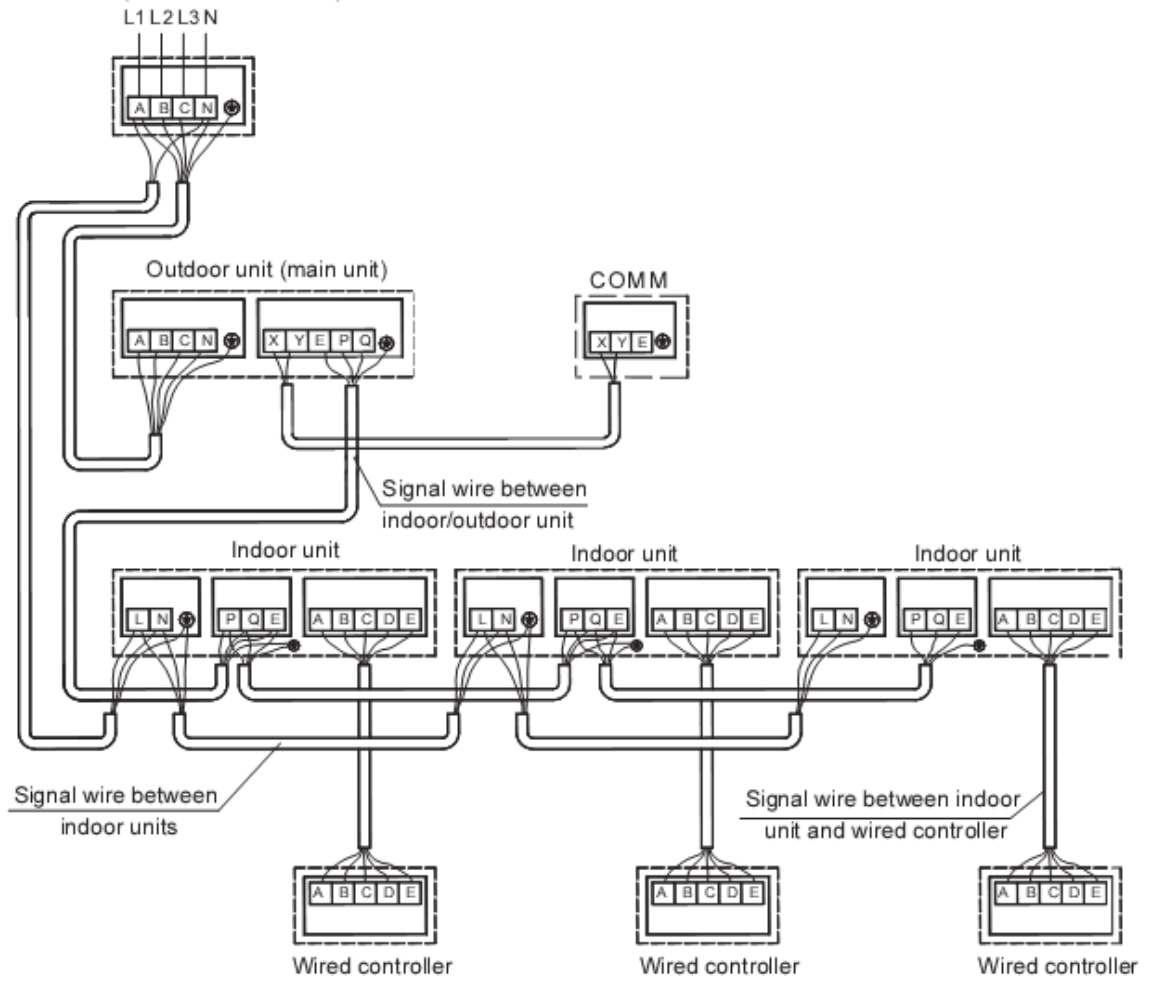 L1 L2 L3 N
A B C N
Outdoor unit (main unit)
COMM
A B C N
X Y E P Q
X Y E
Signal wire between
indoor/outdoor unit
Indoor unit
Indoor unit
Indoor unit
L N
P Q E
A B C D E
L N
P Q E
A B C D E
L N
P Q E
A B C D E
Signal wire between
indoor units
Signal wire between indoor
unit and wired controller
A B C D E
A B C D E
A B C D E
Wired controller
Wired controller
Wired controller